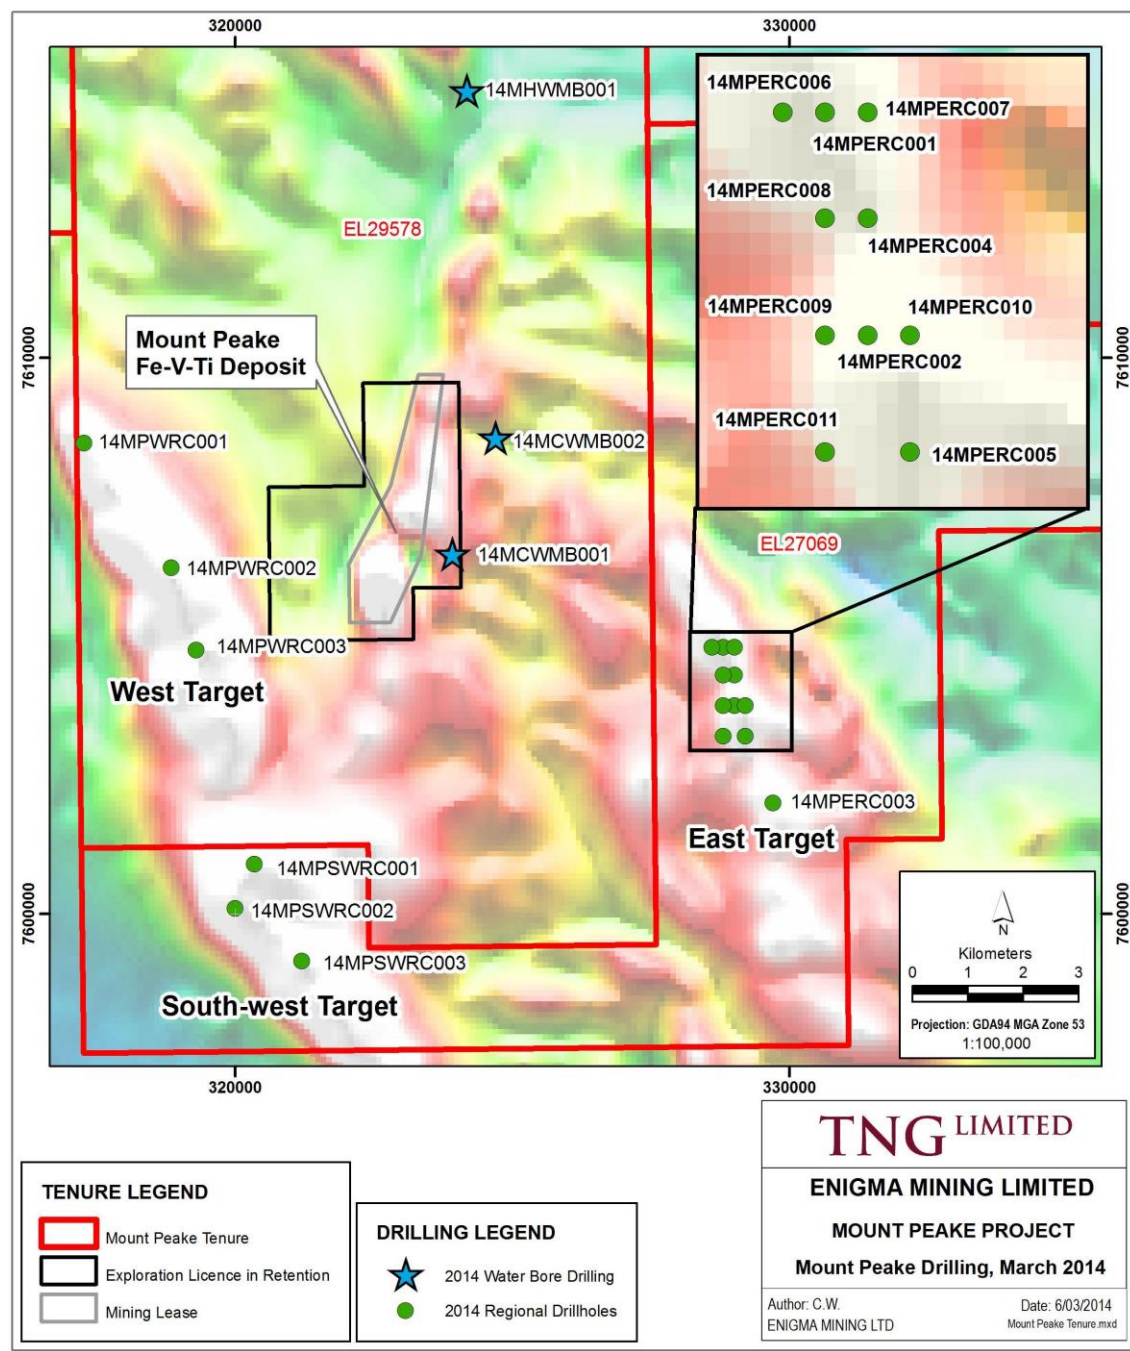 320000
330000
14MHWMB001
14MPERC006
14MPERC007
14MPERC001
14MPERC008
14MPERC004
14MPERC009
14MPERC010
14MPERC002
14MPERC011
14MPERC005
EL29578
7610000
7610000
Mount Peake
Fe-V-Ti Deposit
14MPWRC001
14MCWMB002
14MCWMB001
EL27069
14MPWRC002
14MPWRC003
West Target
14MPERC003
East Target
14MPSWRC001
14MPSWRC002
14MPSWRC003
South-west Target
7600000
7600000
N
Kilometers
0 1 2 3
Projection: GDA94 MGA Zone 53
1:100,000
320000
330000
TENURE LEGEND
Mount Peake Tenure
Exploration Licence in Retention
Mining Lease
DRILLING LEGEND
2014 Water Bore Drilling
2014 Regional Drillholes
TNG LIMITED
ENIGMA MINING LIMITED
MOUNT PEAKE PROJECT
Mount Peake Drilling, March 2014
Author: C.W.
Date: 6/03/2014
ENIGMA MINING LTD
Mount Peake Tenure.mxd